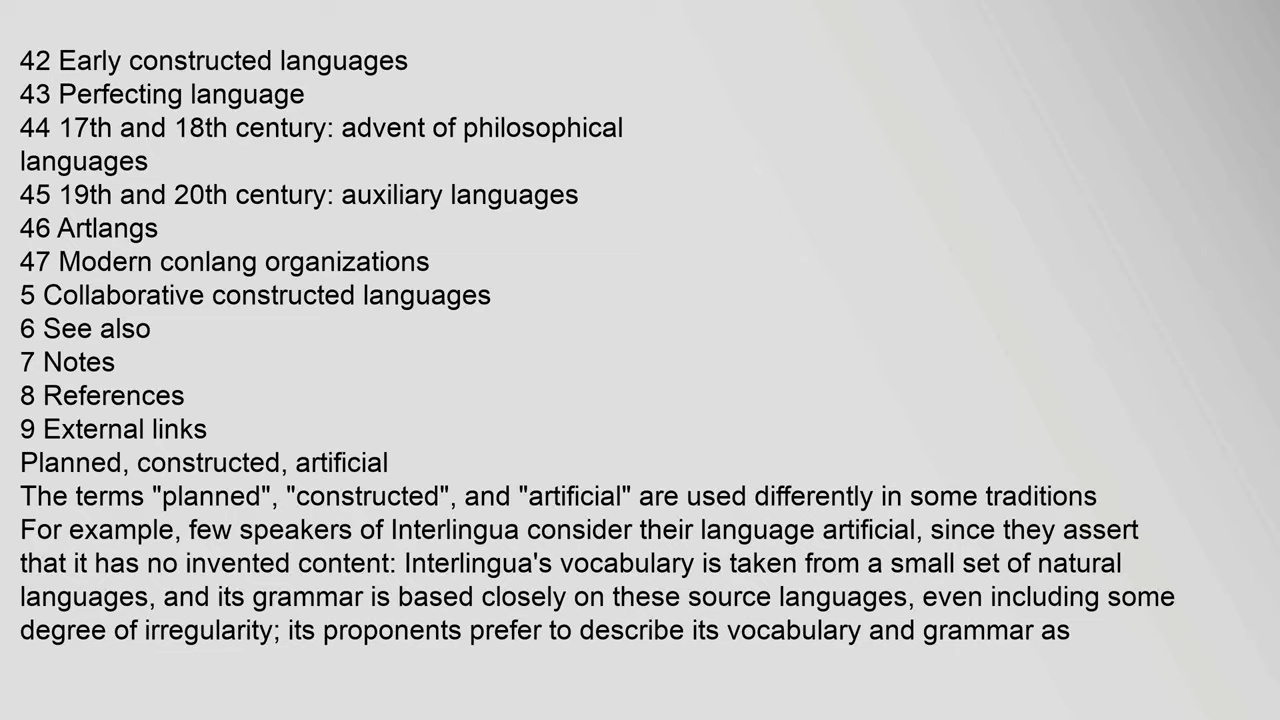 42 Early constructed languages
43 Perfecting language
44 17th and 18th century: advent of philosophical
languages
45 19th and 20th century: auxiliary languages
46 Artlangs
47 Modern conlang organizations
5 Collaborative constructed languages
6 See also
7 Notes
8 References
9 External links
Planned, constructed, artificial
The terms "planned", "constructed", and "artificial" are used differently in some traditions
For example, few speakers of Interlingua consider their language artificial, since they assert
that it has no invented content: Interlingua's vocabulary is taken from a small set of natural
languages, and its grammar is based closely on these source languages, even including some
degree of irregularity; its proponents prefer to describe its vocabulary and grammar as